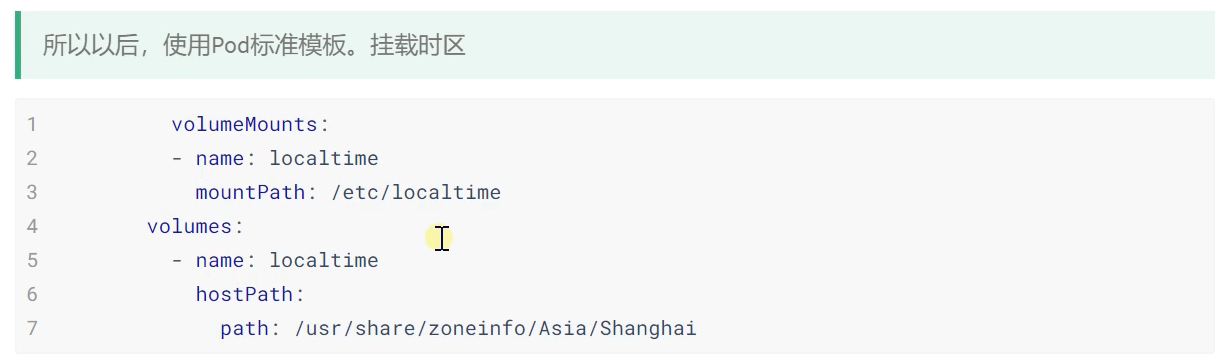 所以以后，使用Pod标准模板。挂载时区
1 volumeMounts:
2 - name: localtime
3 mountPath: /etc/localtime
4 volumes:
5 - name: localtime
6 hostPath:
7 path: /usr/share/zoneinfo/Asia/Shanghai